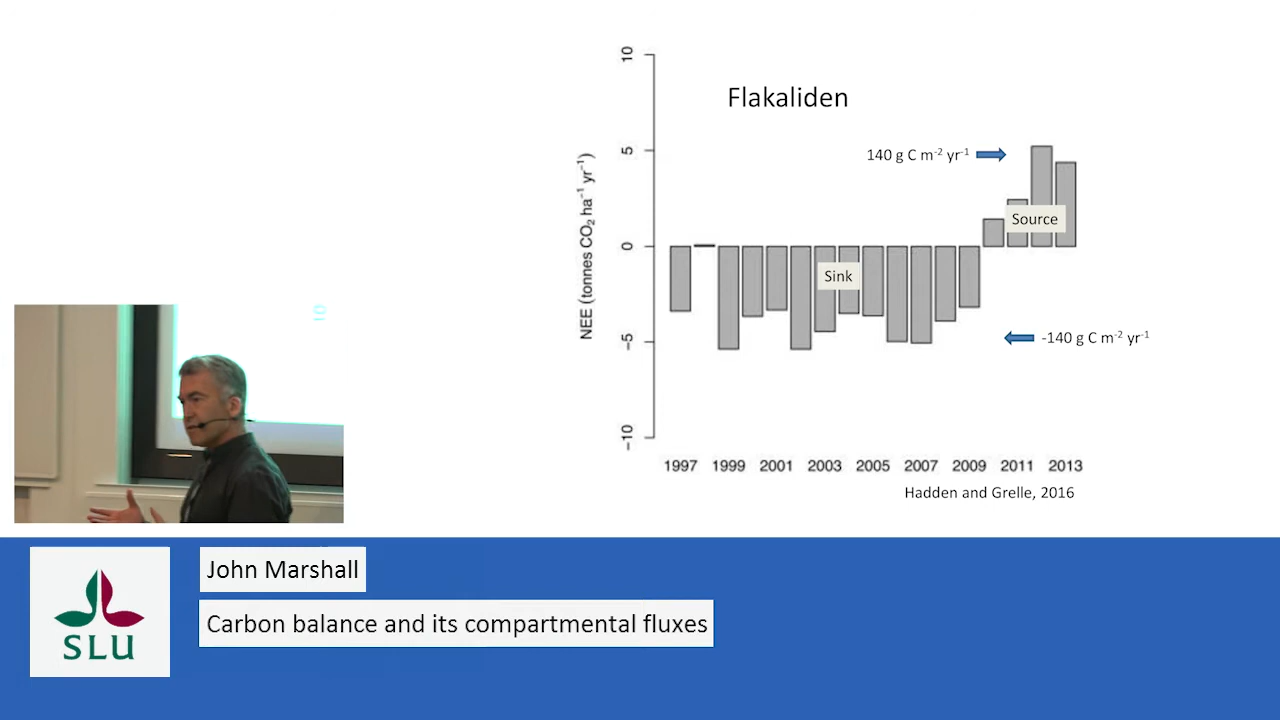 Flakaliden
10
5
0
−5
−10
NEE (tonnes CO₂ ha⁻¹ yr⁻¹)
140 g C m⁻² yr⁻¹
Source
Sink
-140 g C m⁻² yr⁻¹
1997 1999 2001 2003 2005 2007 2009 2011 2013
Hadden and Grelle, 2016
10
John Marshall
Carbon balance and its compartmental fluxes
SLU